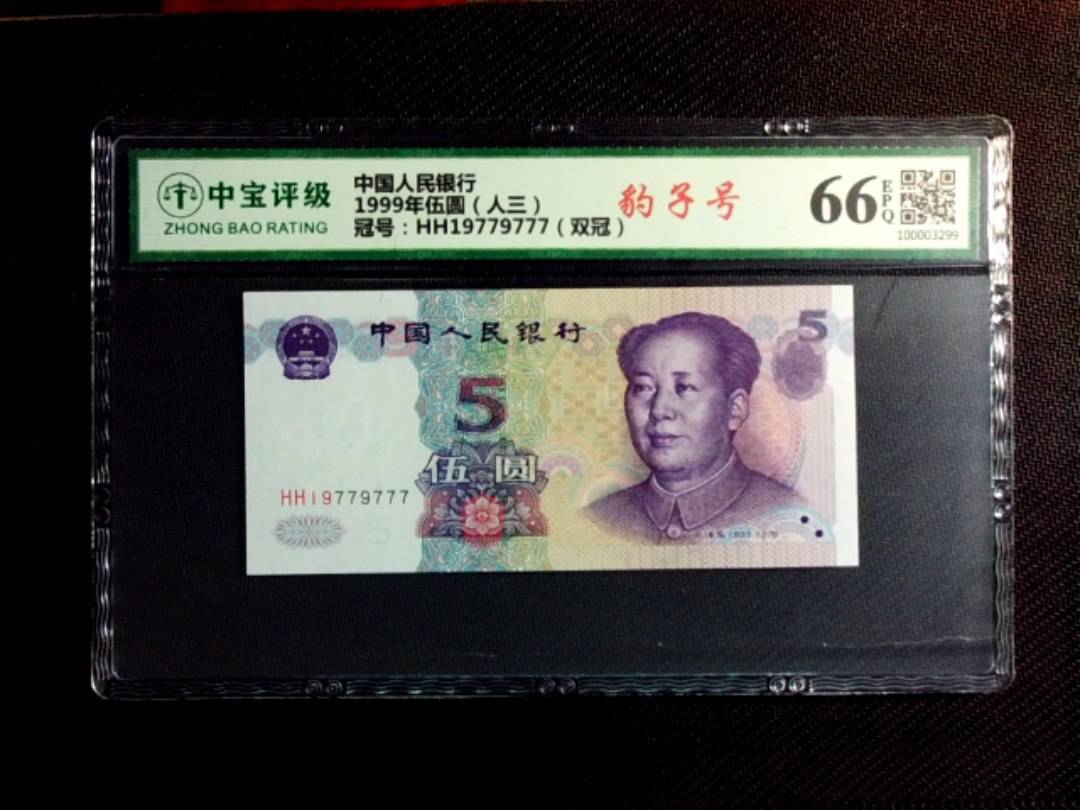 中宝评级
ZHONG BAO RATING
中国人民银行
1999年伍圆（人三）
冠号：HH19779777（双冠）
豹子号
66
EPQ
100003299
中国人民银行
5
5
伍圆
HH19779777